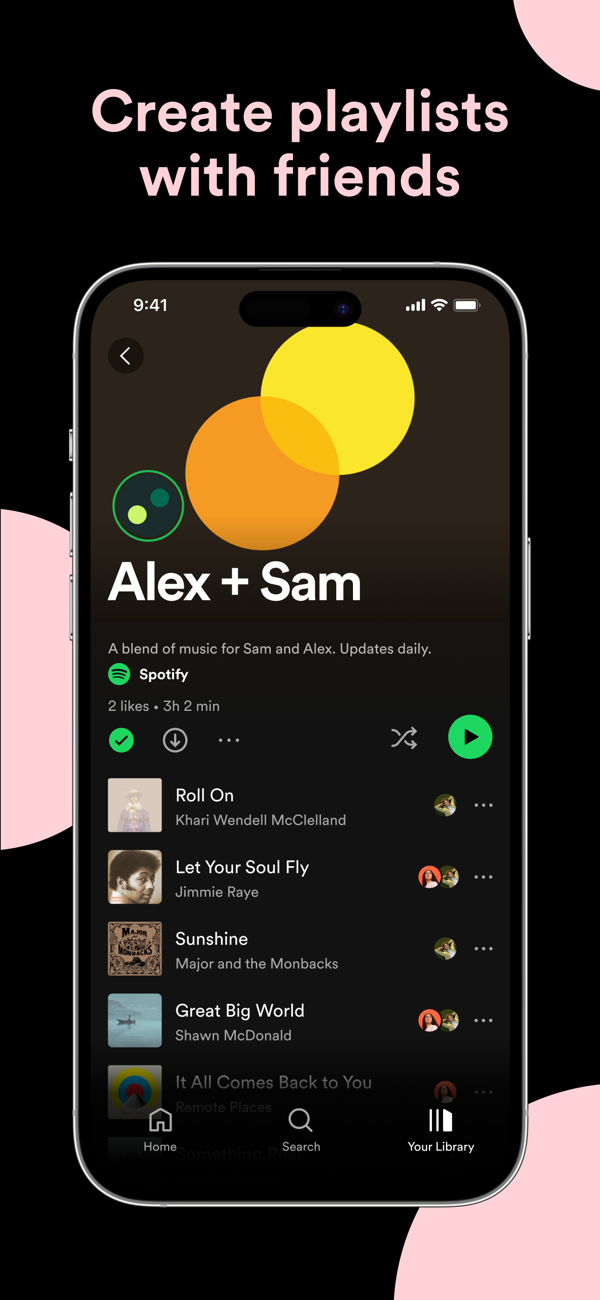 Create playlists
with friends
9:41
Alex + Sam
A blend of music for Sam and Alex. Updates daily.
Spotify
2 likes • 3h 2 min
Roll On
Khari Wendell McClelland
Let Your Soul Fly
Jimmie Raye
MAJOR
AND THE
MONBACKS
Sunshine
Major and the Monbacks
Great Big World
Shawn McDonald
It All Comes Back to You
Remote Places
Something Real
Home
Search
Your Library